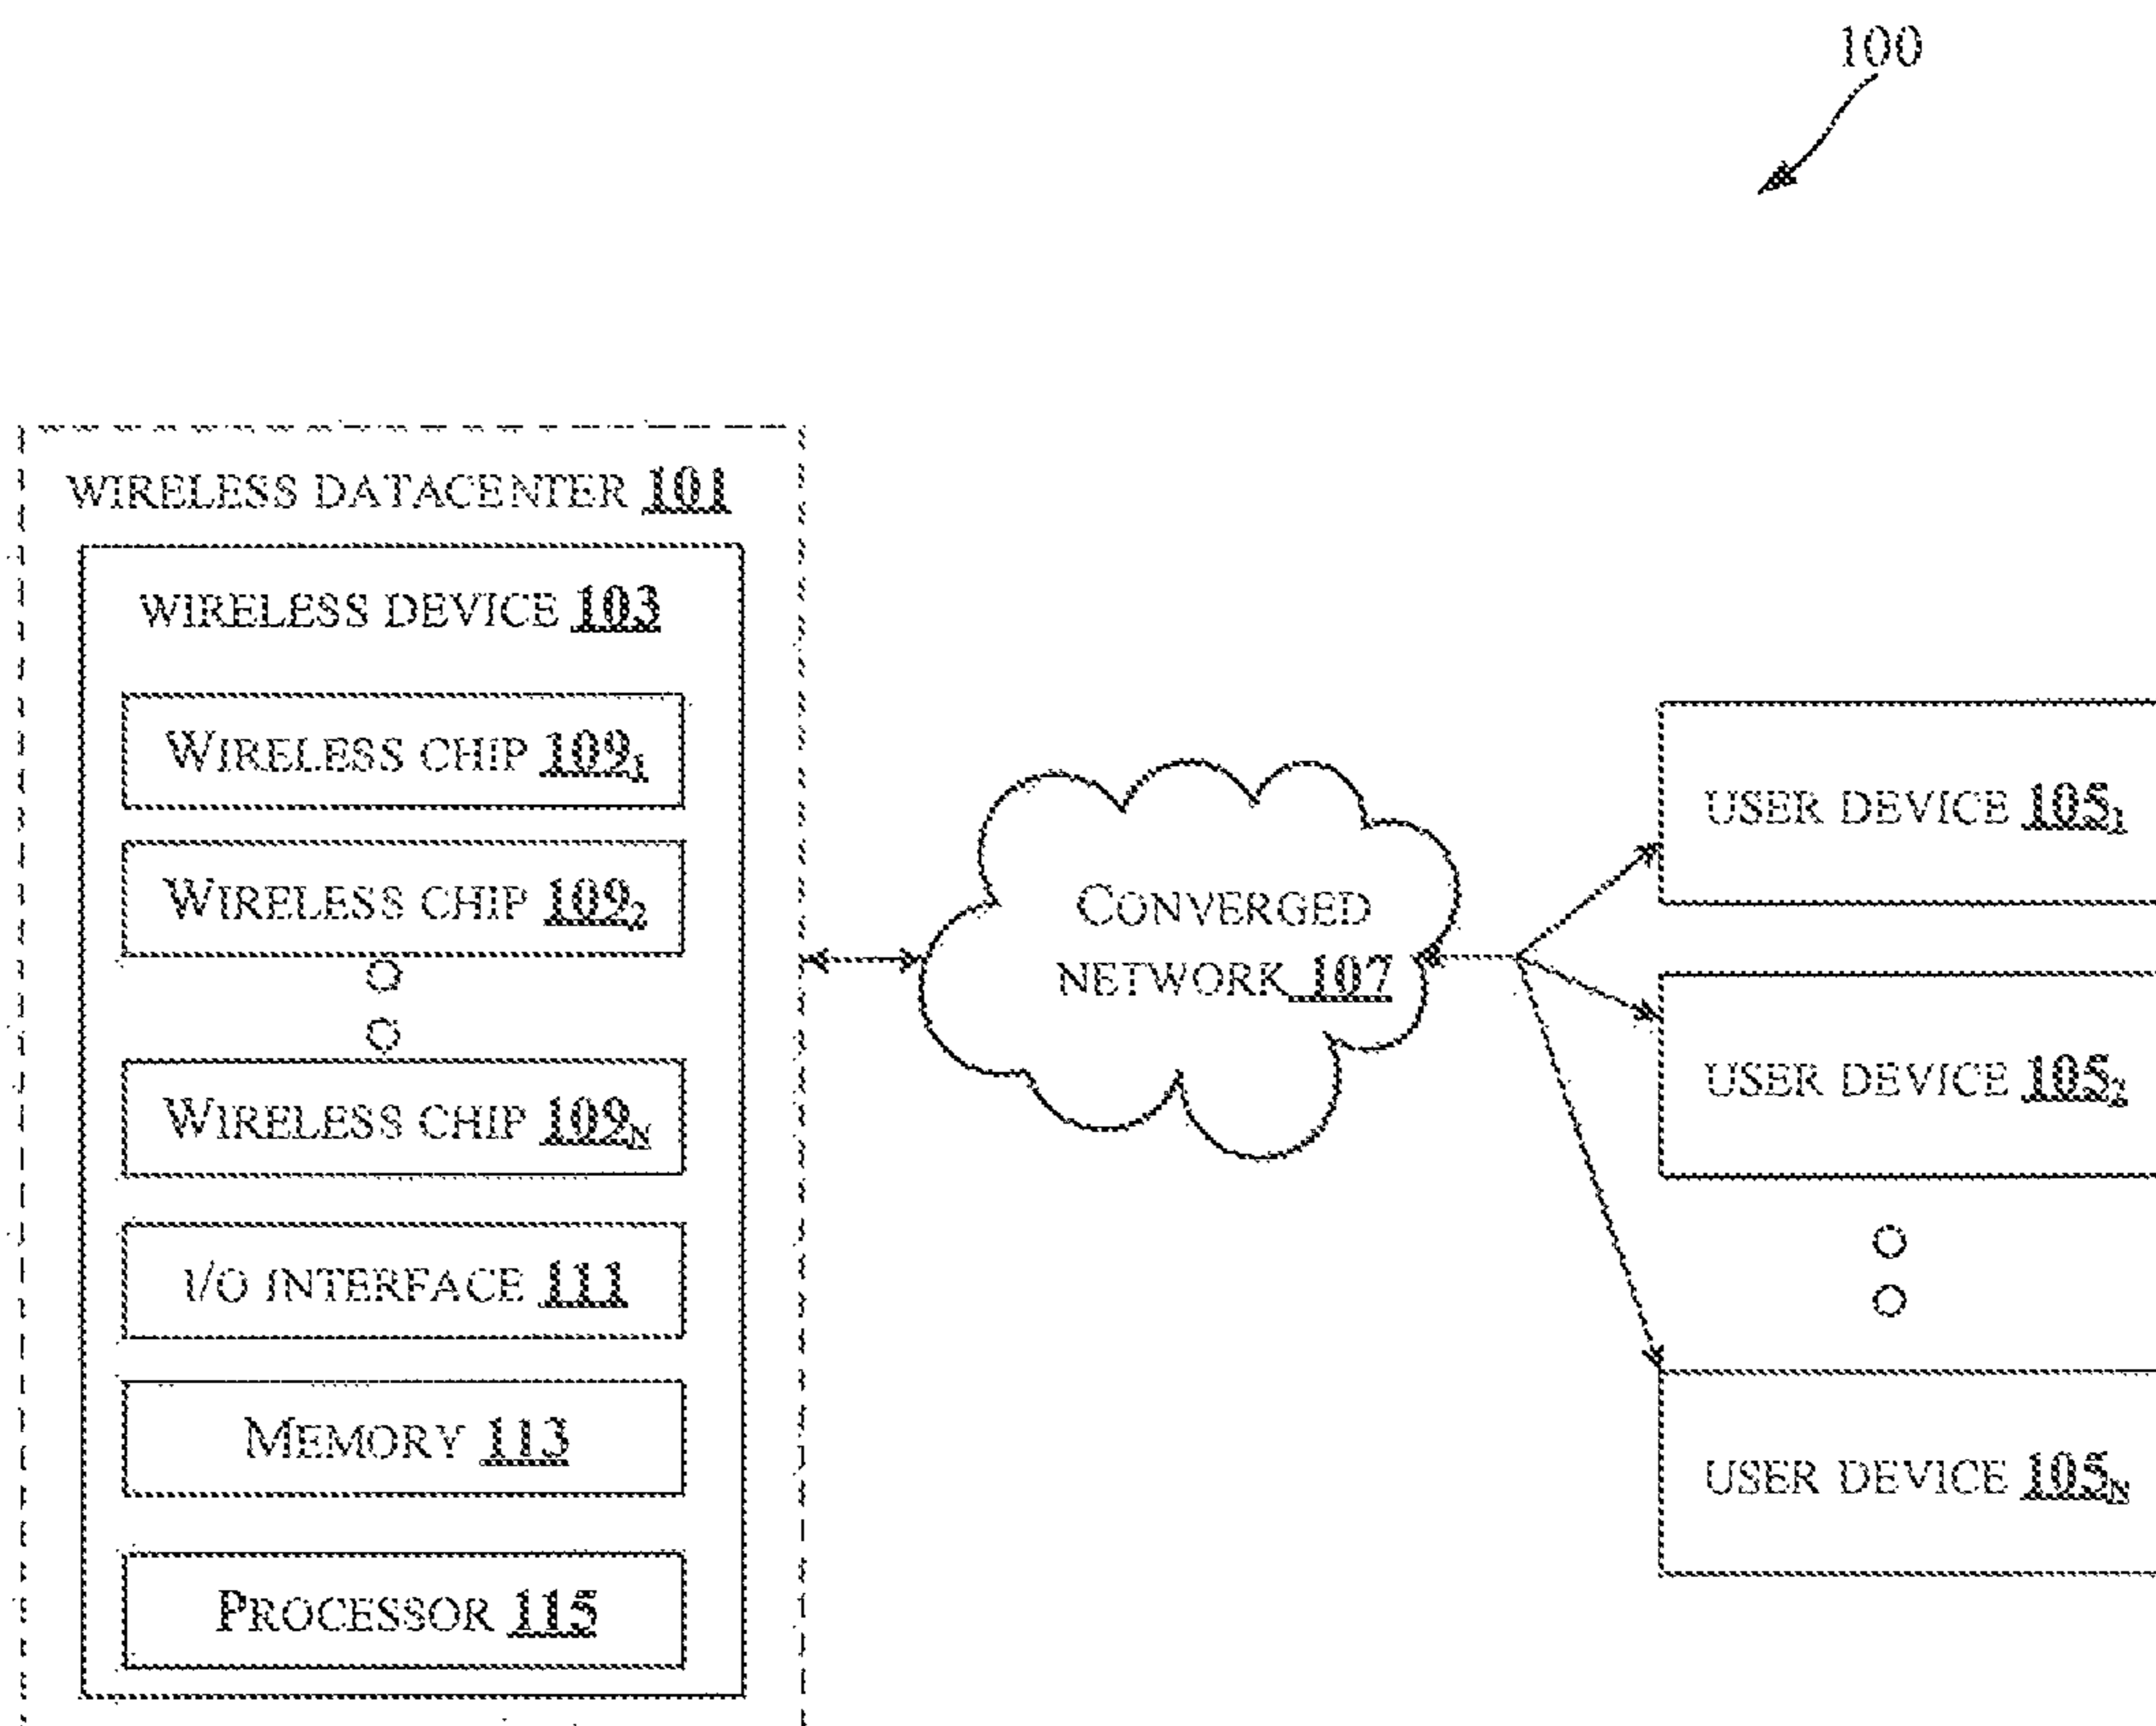 100
WIRELESS DATACENTER 101
WIRELESS DEVICE 103
WIRELESS CHIP 109₁
WIRELESS CHIP 109₂
WIRELESS CHIP 109ₙ
I/O INTERFACE 111
MEMORY 113
PROCESSOR 115
CONVERGED
NETWORK 107
USER DEVICE 105₁
USER DEVICE 105₂
USER DEVICE 105ₙ